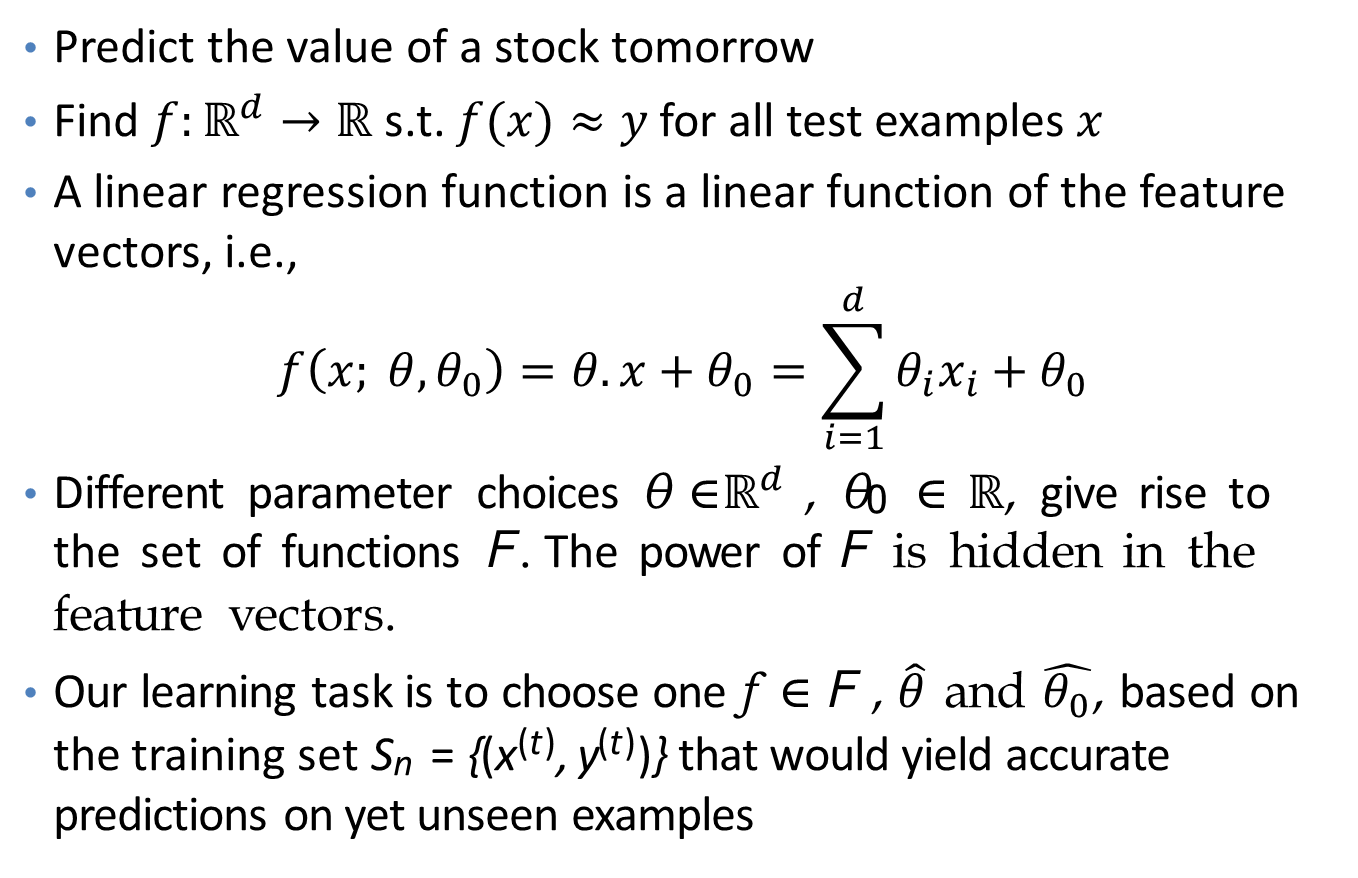 • Predict the value of a stock tomorrow
• Find f: ℝᵈ → ℝ s.t. f(x) ≈ y for all test examples x
• A linear regression function is a linear function of the feature
vectors, i.e.,
f(x; θ, θ₀) = θ. x + θ₀ = ∑_{i=1}^{d} θᵢxᵢ + θ₀
• Different parameter choices θ ∈ℝᵈ , θ0 ∈ ℝ, give rise to
the set of functions F. The power of F is hidden in the
feature vectors.
• Our learning task is to choose one f ∈ F , θ̂ and θ̂₀, based on
the training set Sₙ = {(x⁽ᵗ⁾, y⁽ᵗ⁾)} that would yield accurate
predictions on yet unseen examples